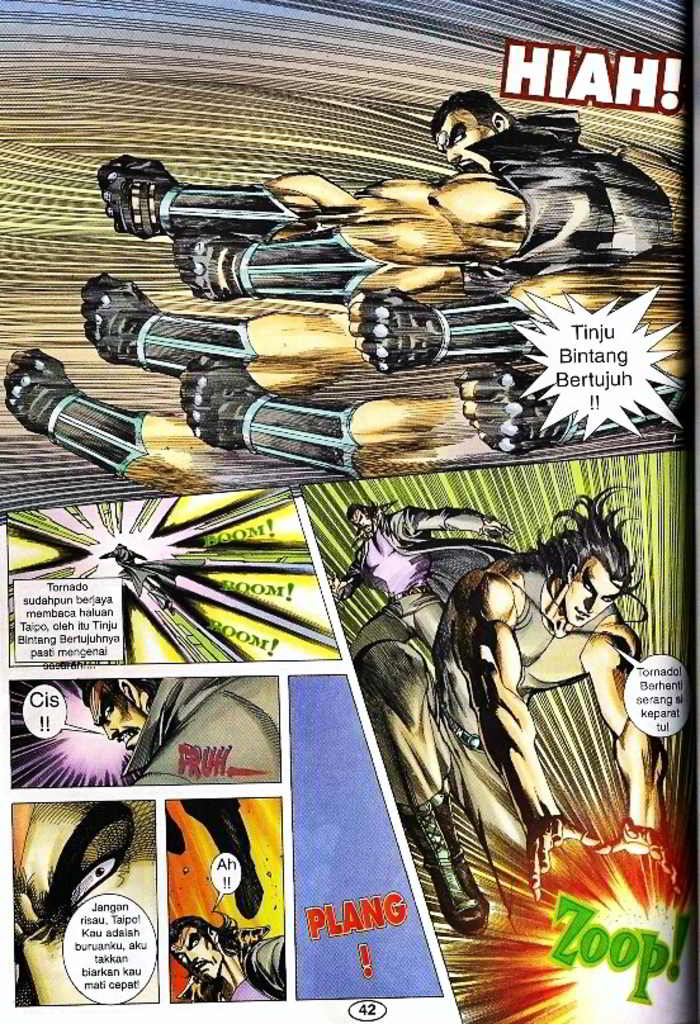 HIAH!
Tinju
Bintang
Bertujuh
!!
BOOM!
BOOM!
BOOM!
Tornado
sudahpun berjaya
membaca haluan
Taipo, oleh itu Tinju
Bintang Bertujuhnya
pasti mengenai
sasaran...!!
Tornado!
Berhenti
serang si
keparat
tu!
Cis
!!
PRUH...
Ah
!!
Jangan
risau, Taipo!
Kau adalah
buruanku, aku
takkan
biarkan kau
mati cepat!
PLANG
!
Zoop!
42